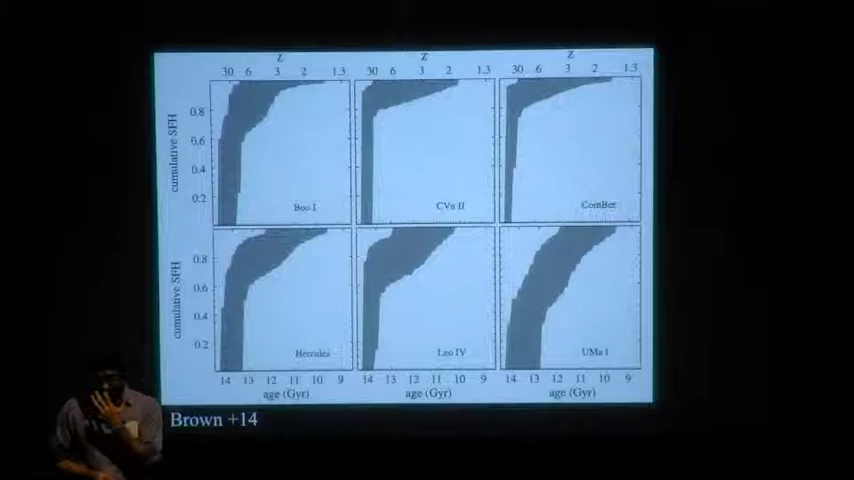 Z Z Z
30 6 3 2 1.3 30 6 3 2 1.3 30 6 3 2 1.3
0.8
0.6
0.4
0.2
cumulative SFH
Boo I CVn II ComBer
0.8
0.6
0.4
0.2
cumulative SFH
Hercules Leo IV UMa I
14 13 12 11 10 9 14 13 12 11 10 9 14 13 12 11 10 9
age (Gyr) age (Gyr) age (Gyr)
Brown +14